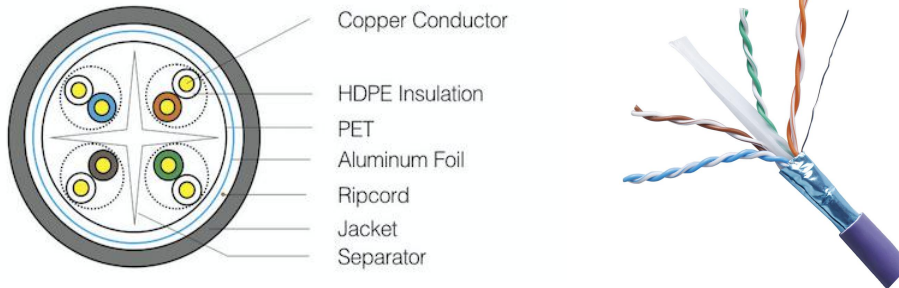 Copper Conductor
HDPE Insulation
PET
Aluminum Foil
Ripcord
Jacket
Separator